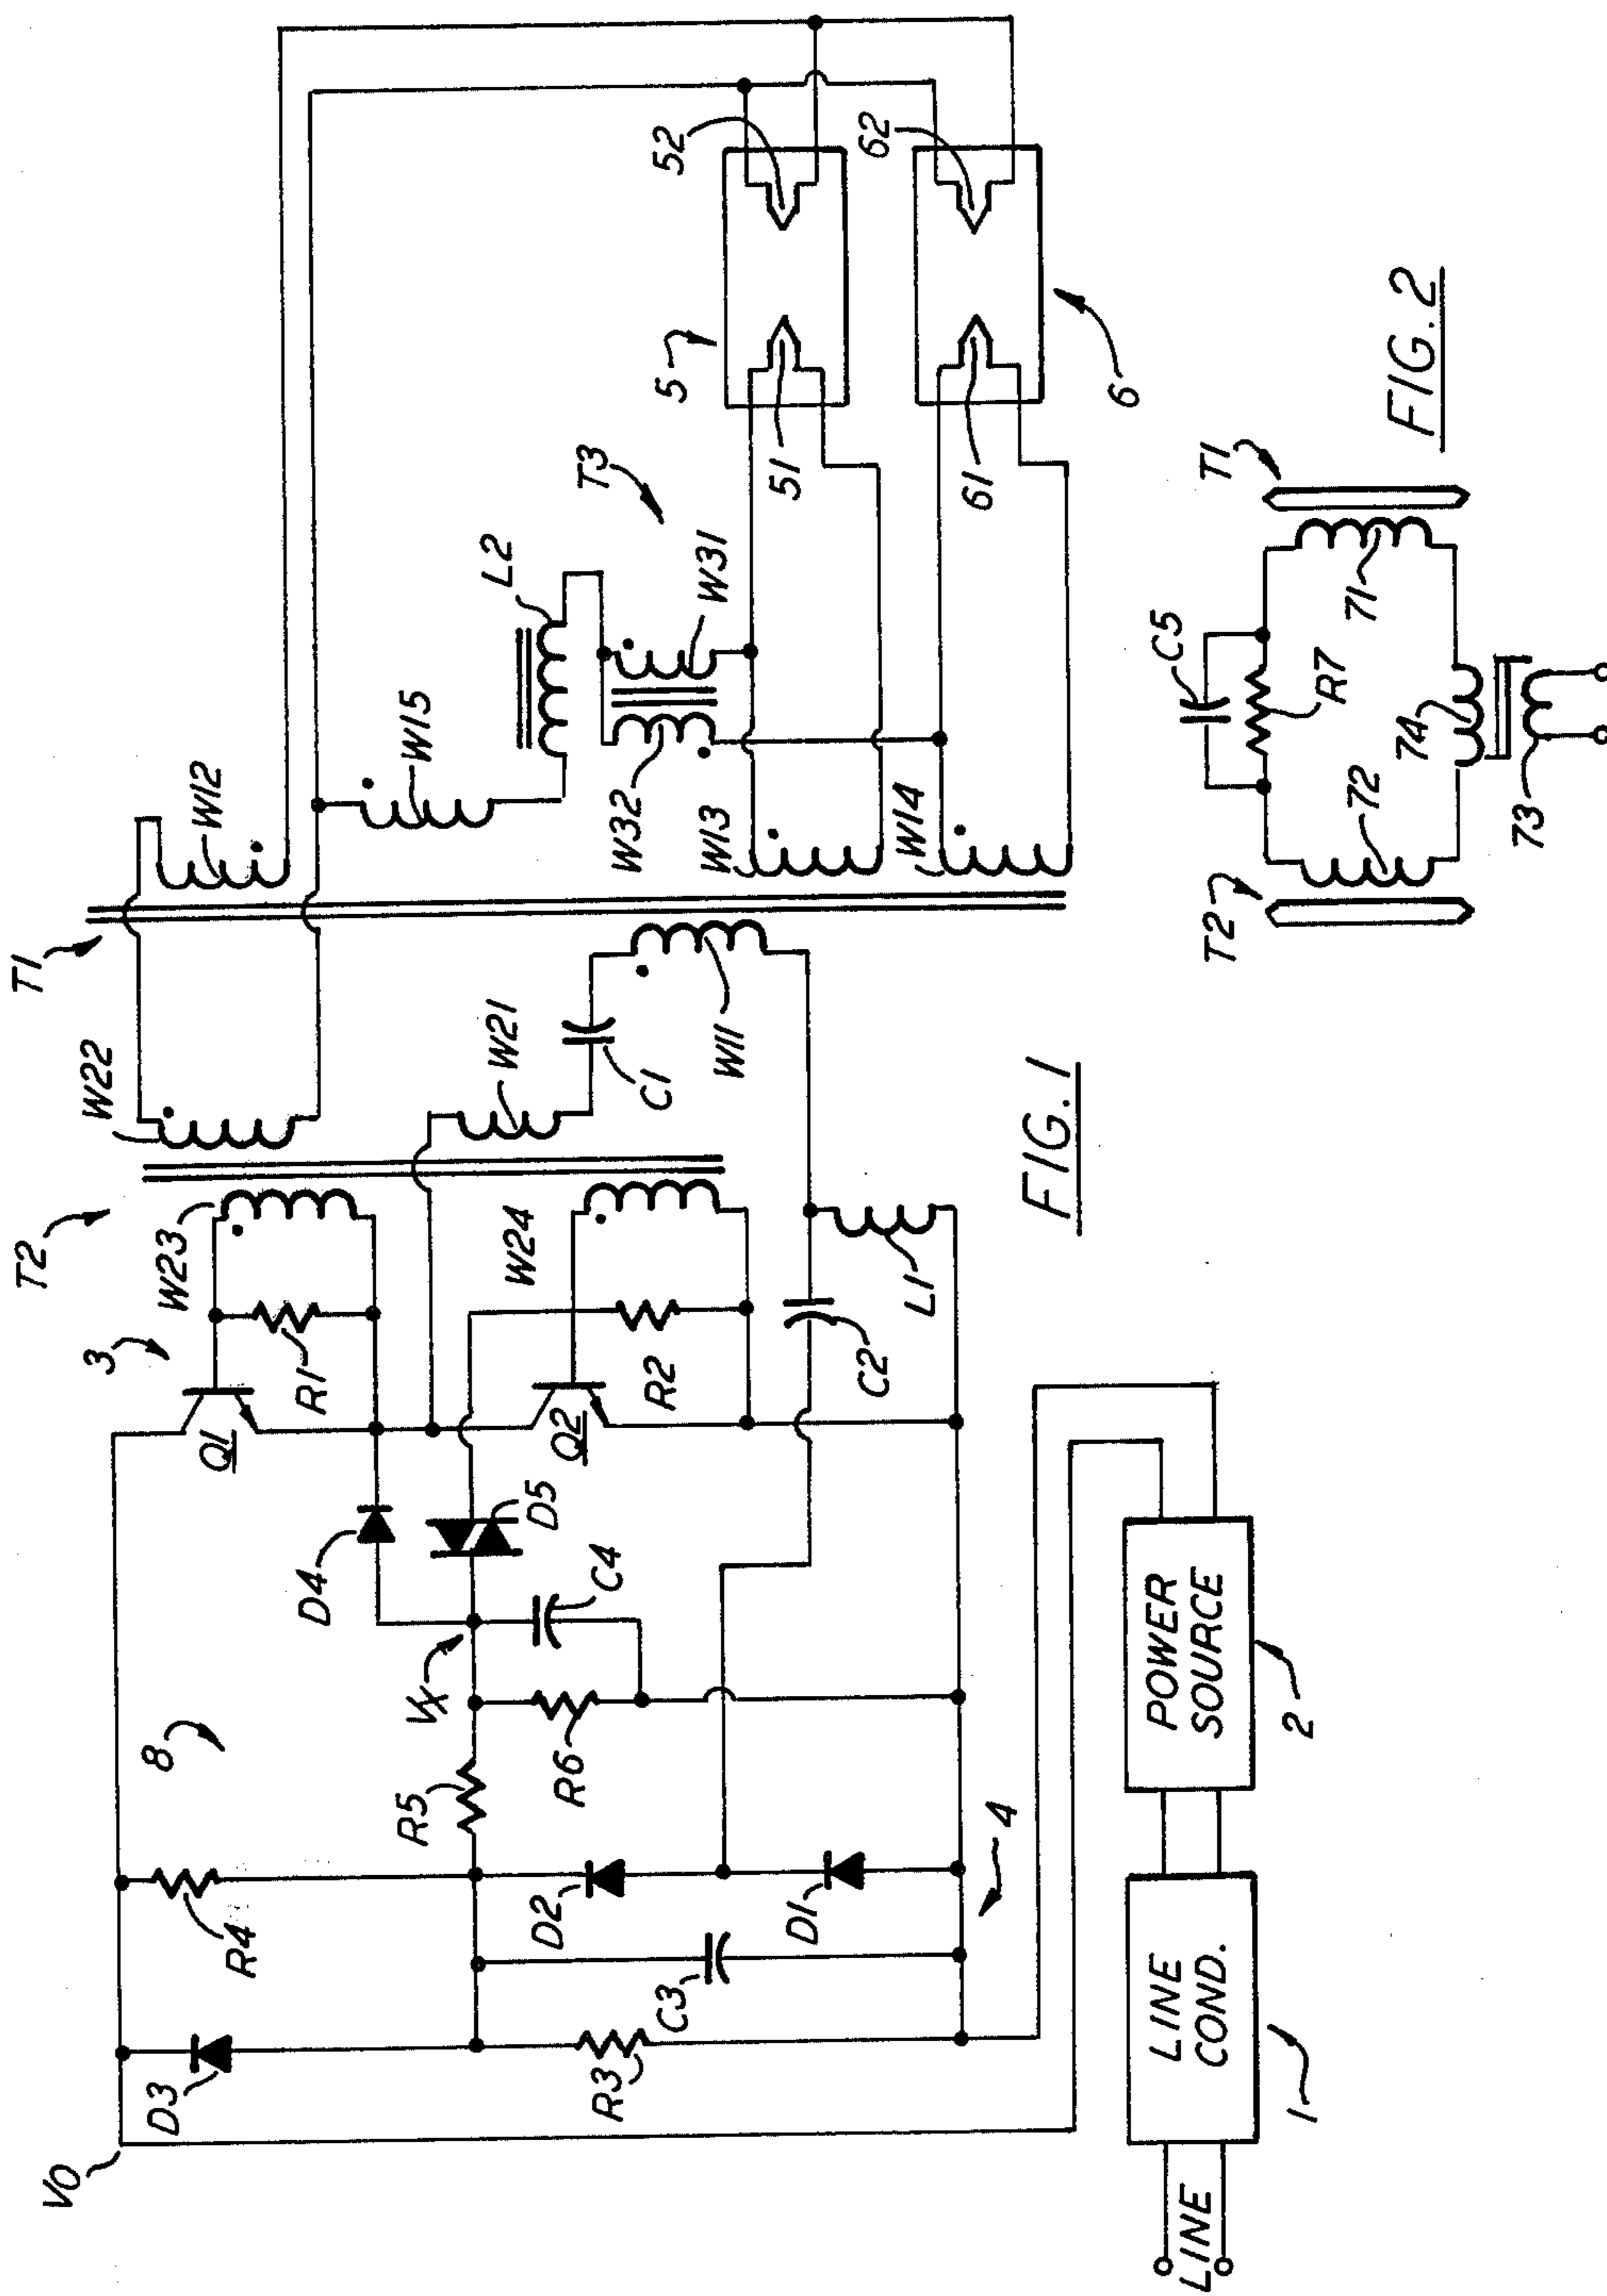 T1
T2
W22
W12
W23
3
W15
L2
T3
W31
W32
W13
W14
W21
C1
W11
W24
R1
Q1
Q2
R2
C2
L1
D4
D5
C4
VX
8
R5
R6
R4
D2
D1
C3
D3
R3
4
VO
5
51
52
6
61
62
LINE
LINE
COND.
1
POWER
SOURCE
2
FIG. 1
T2
C5
T1
R7
72
71
74
73
FIG. 2